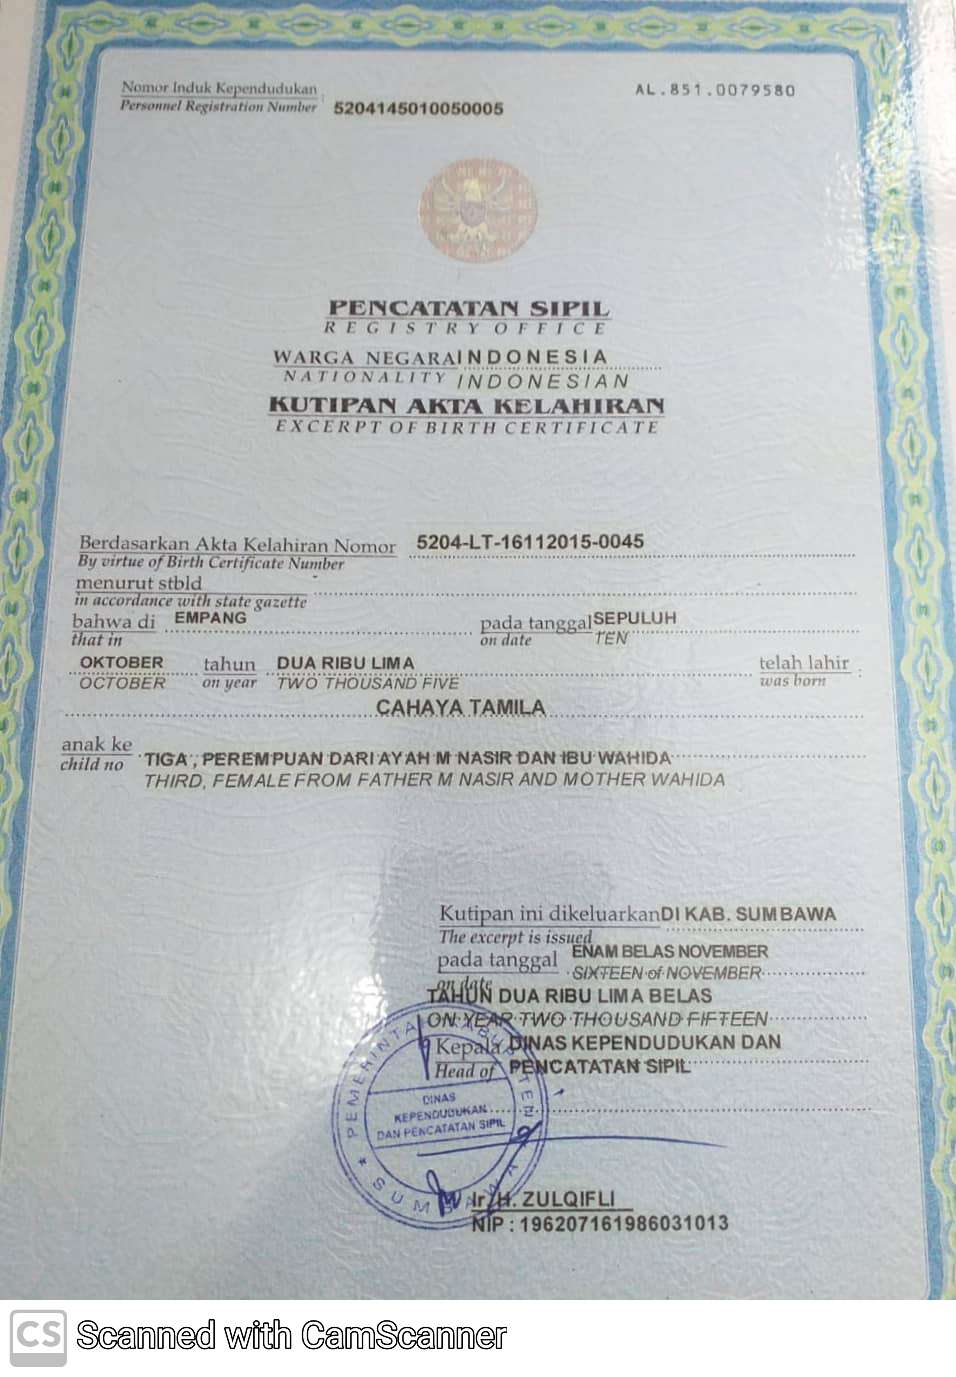 Nomor Induk Kependudukan :
Personnel Registration Number 5204145010050005
AL.851.0079580
PENCATATAN SIPIL
REGISTRY OFFICE
WARGA NEGARA INDONESIA
NATIONALITY INDONESIAN
KUTIPAN AKTA KELAHIRAN
EXCERPT OF BIRTH CERTIFICATE
Berdasarkan Akta Kelahiran Nomor 5204-LT-16112015-0045
By virtue of Birth Certificate Number
menurut stbld
in accordance with state gazette
bahwa di EMPANG pada tanggal SEPULUH
that in on date TEN
OKTOBER tahun DUA RIBU LIMA telah lahir :
OCTOBER on year TWO THOUSAND FIVE was born
CAHAYA TAMILA
anak ke TIGA , PEREMPUAN DARI AYAH M NASIR DAN IBU WAHIDA
child no THIRD, FEMALE FROM FATHER M NASIR AND MOTHER WAHIDA
Kutipan ini dikeluarkan DI KAB. SUMBAWA
The excerpt is issued
pada tanggal ENAM BELAS NOVEMBER
on date SIXTEEN of NOVEMBER
TAHUN DUA RIBU LIMA BELAS
ON YEAR TWO THOUSAND FIFTEEN
Kepala DINAS KEPENDUDUKAN DAN
Head of PENCATATAN SIPIL
PEMERINTAH KABUPATEN
DINAS
KEPENDUDUKAN
DAN PENCATATAN SIPIL
SUMBAWA
Ir. H. ZULQIFLI
NIP : 196207161986031013
CS Scanned with CamScanner